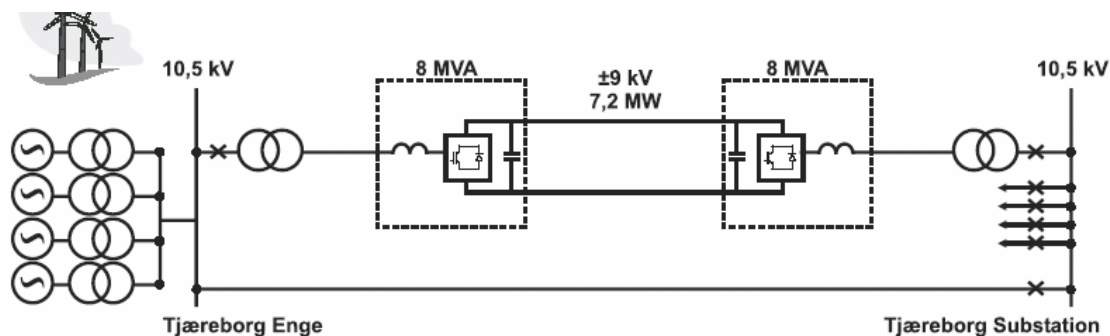 10,5 kV
8 MVA
±9 kV
7,2 MW
8 MVA
10,5 kV
Tjæreborg Enge
Tjæreborg Substation